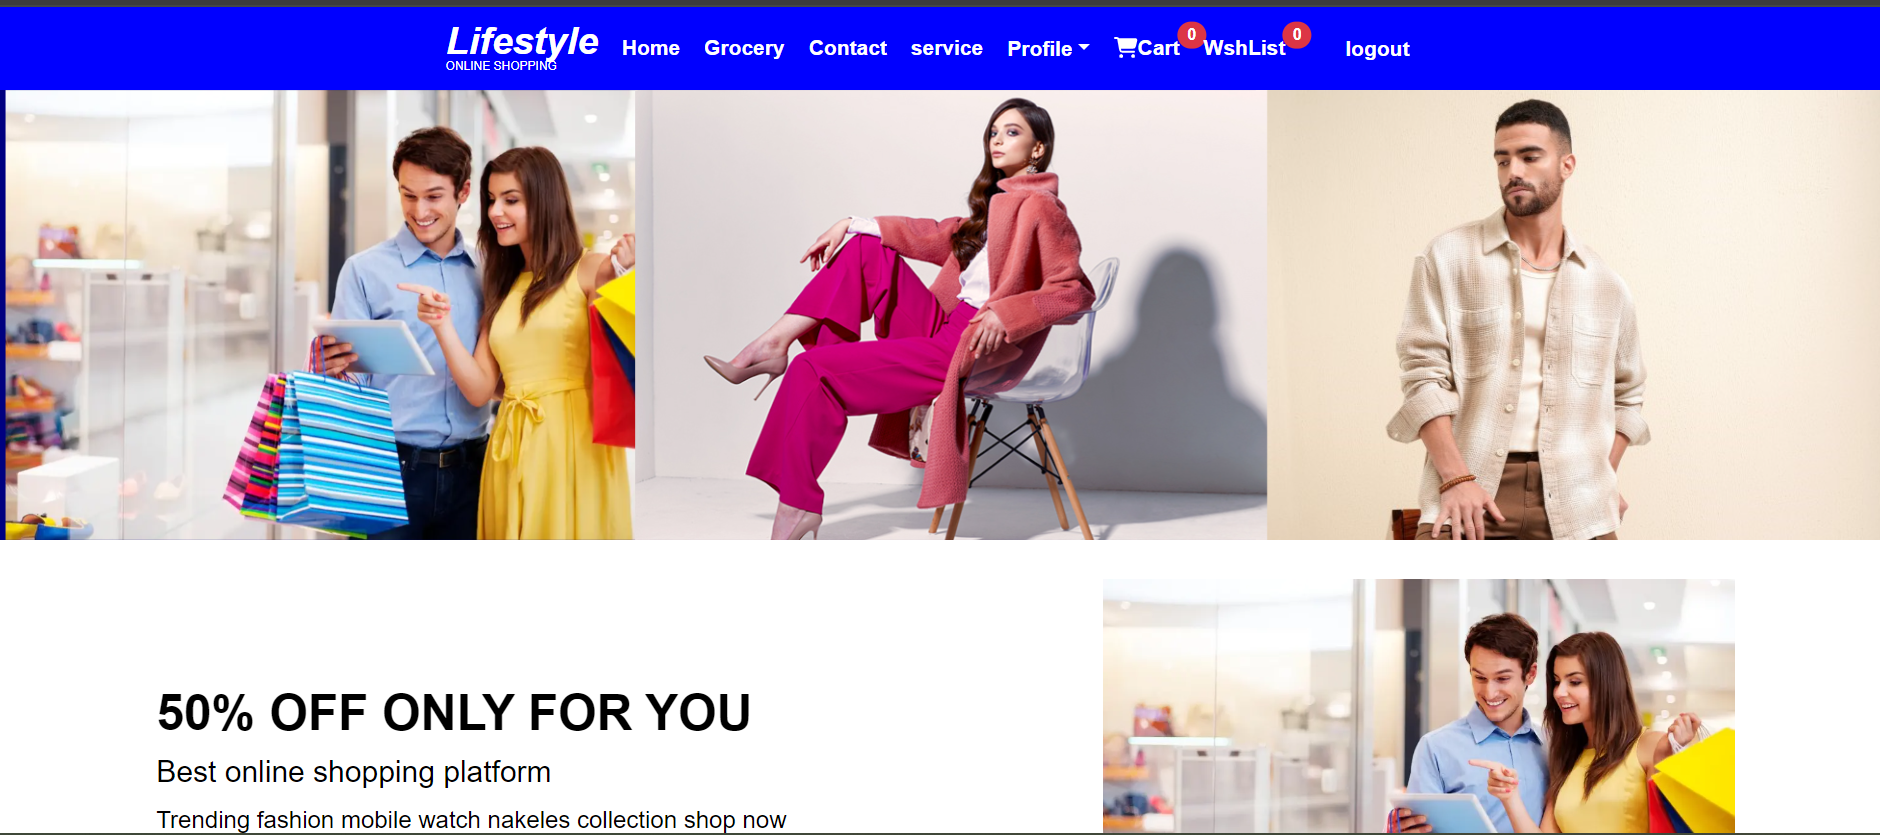 Lifestyle
ONLINE SHOPPING
Home Grocery Contact service Profile Cart 0 WshList 0 logout
50% OFF ONLY FOR YOU
Best online shopping platform
Trending fashion mobile watch nakeles collection shop now